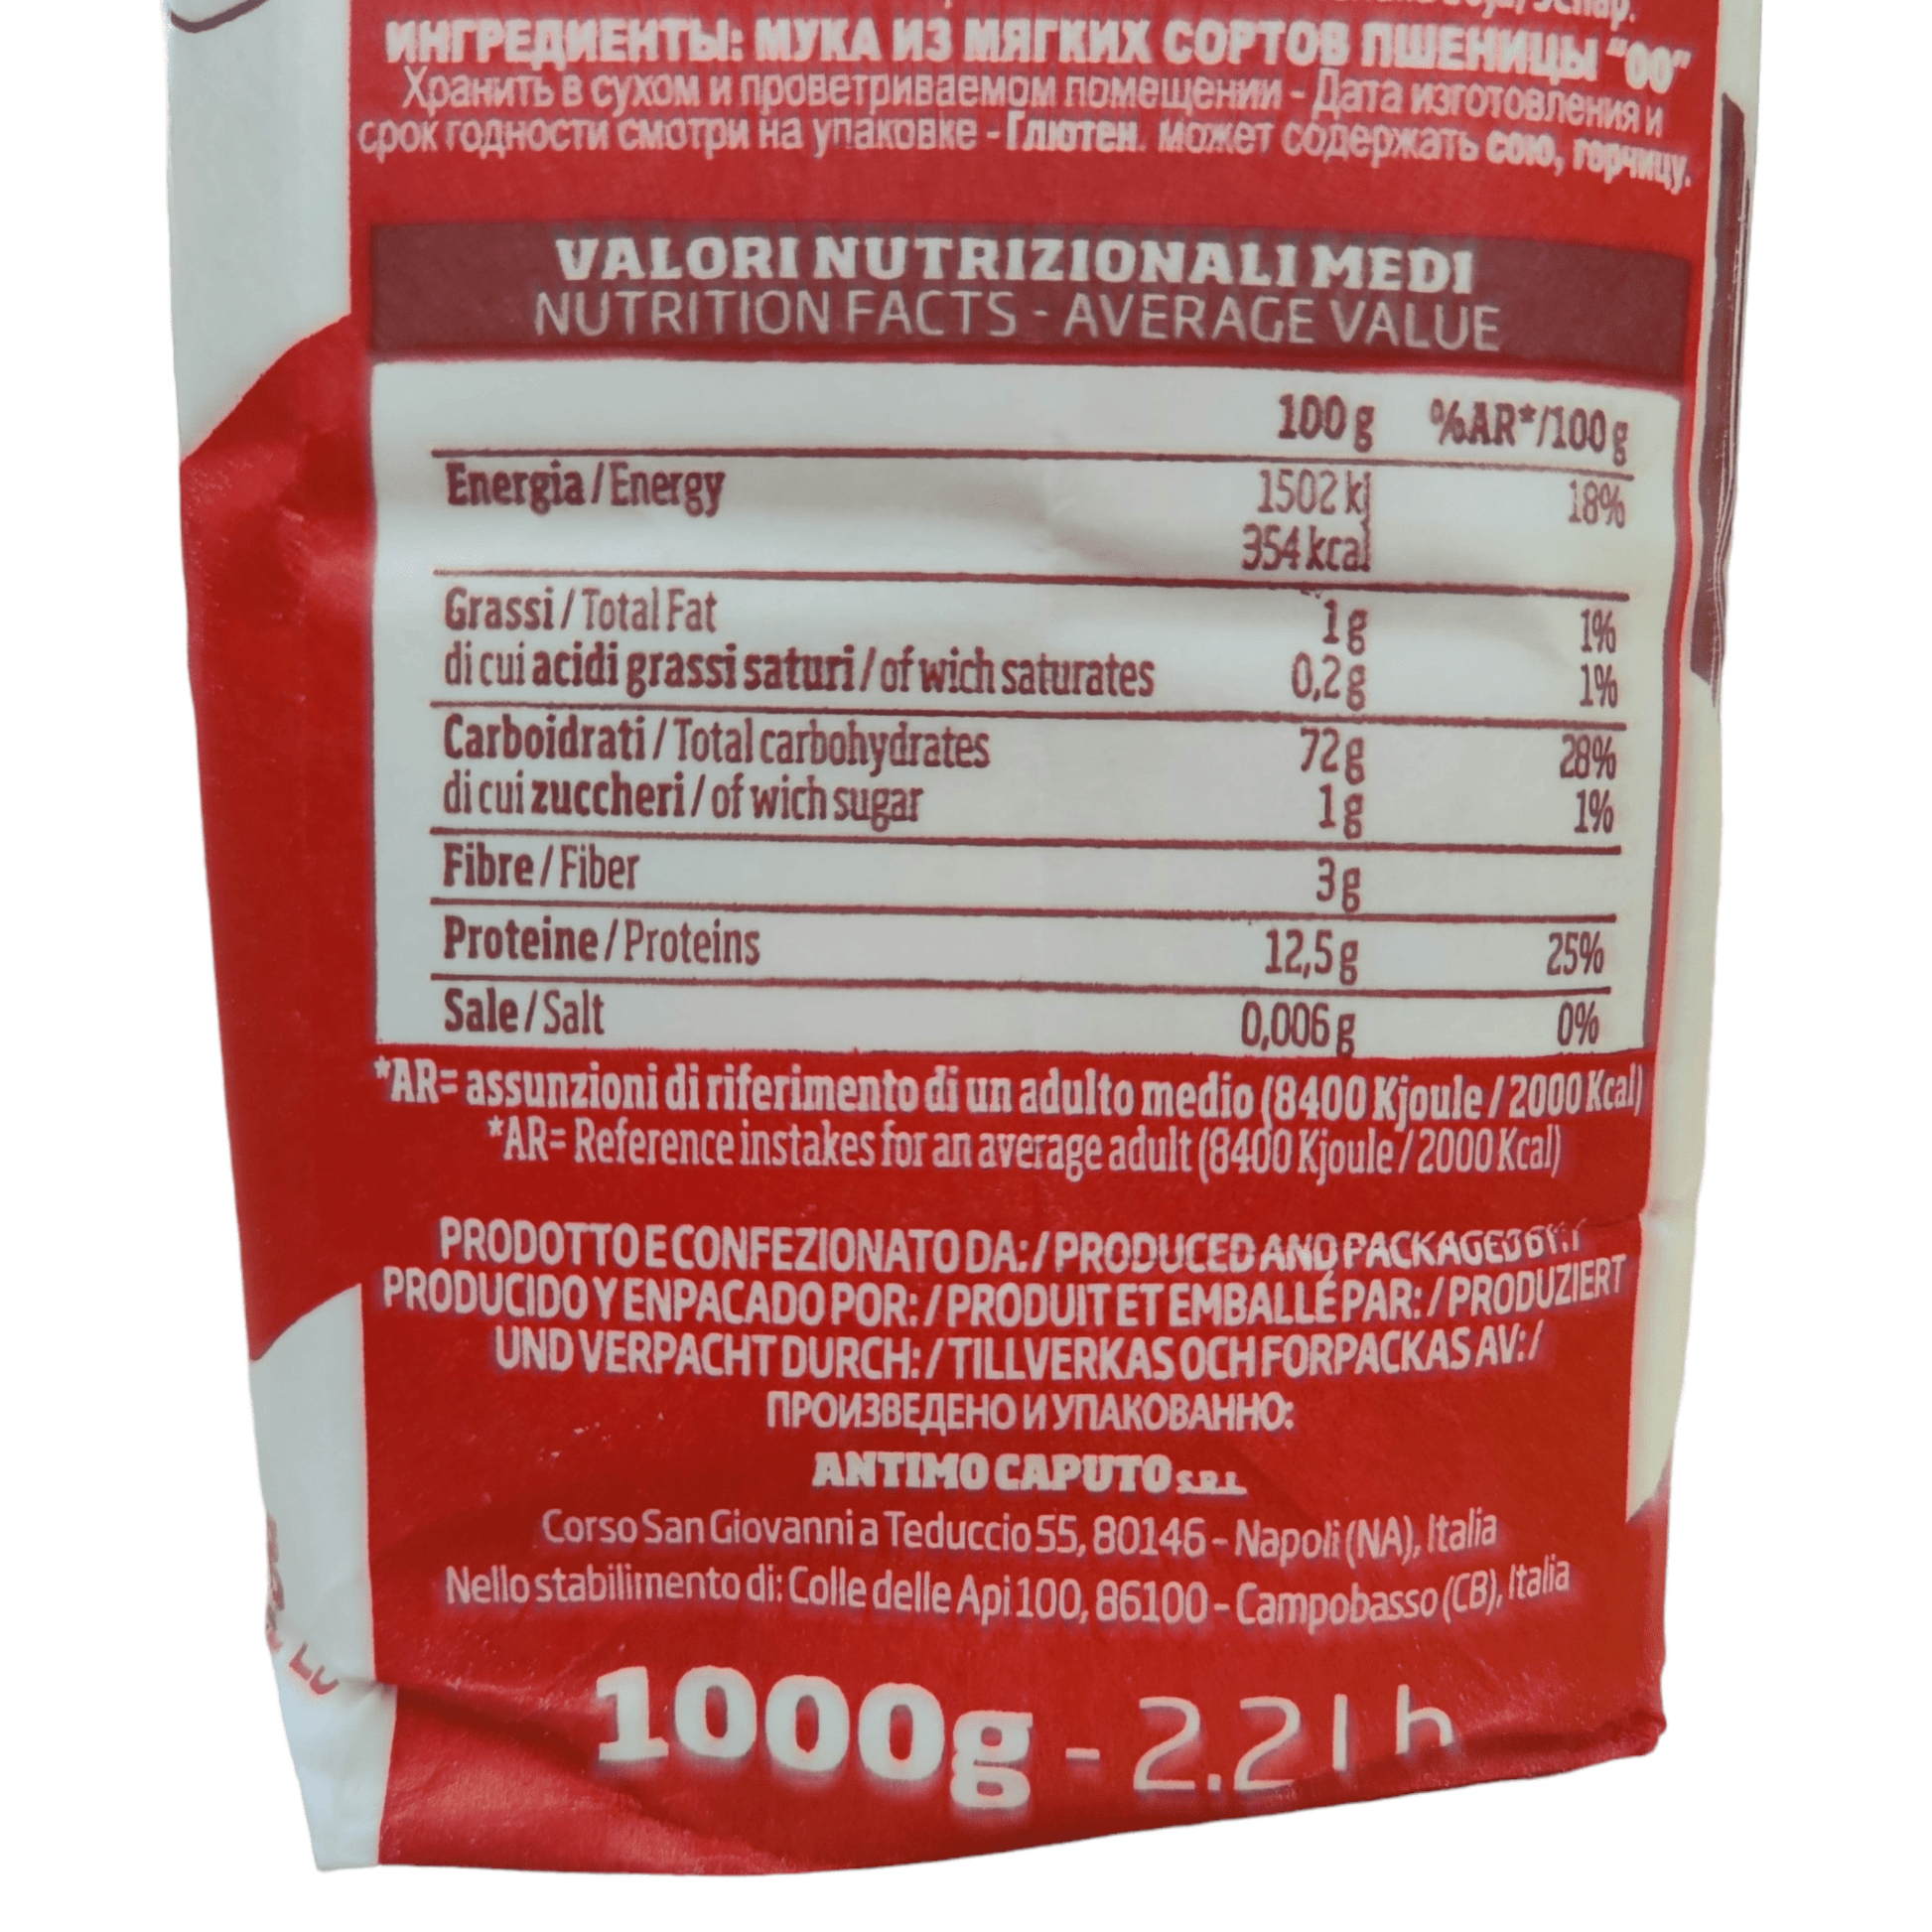 ИНГРЕДИЕНТЫ: МУКА ИЗ МЯГКИХ СОРТОВ ПШЕНИЦЫ "00"
Хранить в сухом и проветриваемом помещении - Дата изготовления и
срок годности смотри на упаковке - Глютен. может содержать сою, горчицу.
VALORI NUTRIZIONALI MEDI
NUTRITION FACTS - AVERAGE VALUE
100 g %AR*/100 g
Energia / Energy 1502 kj 18%
354 kcal
Grassi / Total Fat 1 g 1%
di cui acidi grassi saturi / of wich saturates 0,2 g 1%
Carboidrati / Total carbohydrates 72 g 28%
di cui zuccheri / of wich sugar 1 g 1%
Fibre / Fiber 3 g
Proteine / Proteins 12,5 g 25%
Sale / Salt 0,006 g 0%
*AR= assunzioni di riferimento di un adulto medio (8400 Kjoule / 2000 Kcal)
*AR= Reference instakes for an average adult (8400 Kjoule / 2000 Kcal)
PRODOTTO E CONFEZIONATO DA: / PRODUCED AND PACKAGED BY: /
PRODUCIDO Y ENPACADO POR: / PRODUIT ET EMBALLÉ PAR: / PRODUZIERT
UND VERPACHT DURCH: / TILLVERKAS OCH FORPACKAS AV: /
ПРОИЗВЕДЕНО И УПАКОВАННО:
ANTIMO CAPUTO S.R.L.
Corso San Giovanni a Teduccio 55, 80146 - Napoli (NA), Italia
Nello stabilimento di: Colle delle Api 100, 86100 - Campobasso (CB), Italia
1000g - 2.2 lb